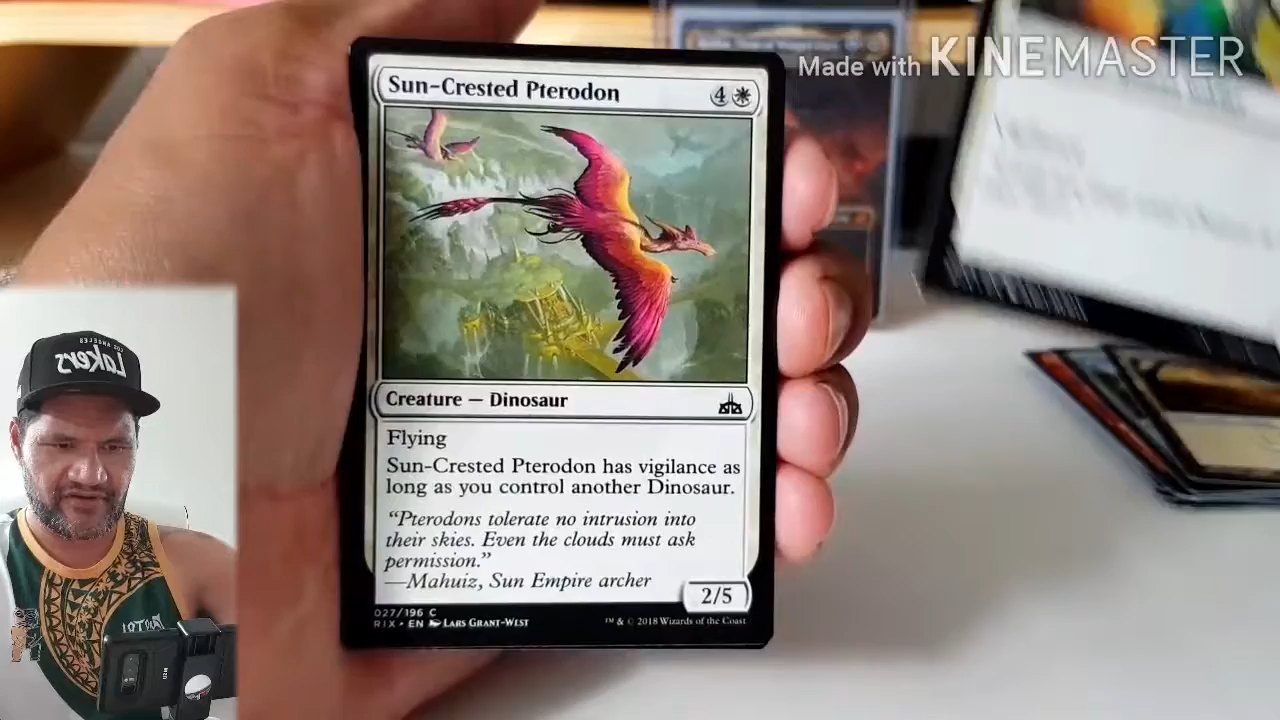 Made with KINEMASTER
Sun-Crested Pterodon 4
Creature — Dinosaur
Flying
Sun-Crested Pterodon has vigilance as
long as you control another Dinosaur.
“Pterodons tolerate no intrusion into
their skies. Even the clouds must ask
permission.”
—Mahuiz, Sun Empire archer
2/5
027/196 C
RIX • EN Lars Grant-West
™ & © 2018 Wizards of the Coast
LOS ANGELES
Lakers